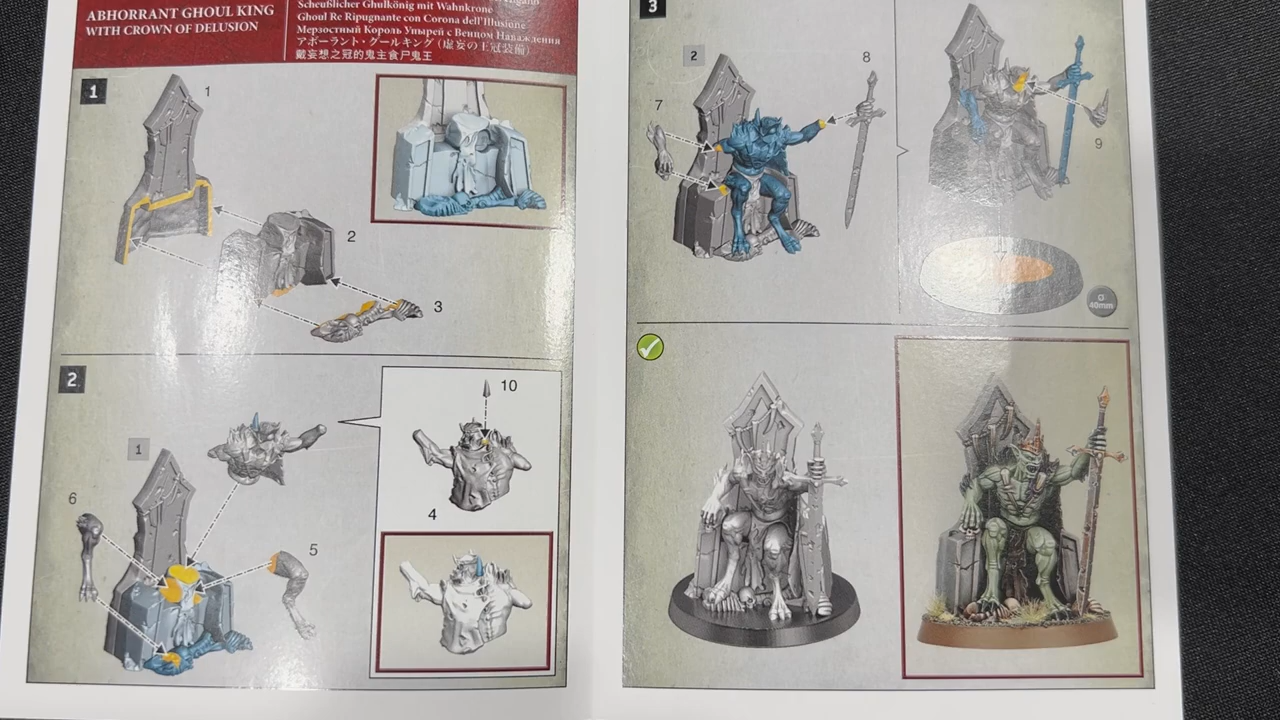 ABHORRANT GHOUL KING
WITH CROWN OF DELUSION
Scheußlicher Ghulkönig mit Wahnkrone
Ghoul Re Ripugnante con Corona dell'Illusione
Мерзостный Король Упырей с Венцом Наваждения
アボーラント・グールキング（虚妄の王冠装備）
戴妄想之冠的鬼主食尸鬼王
1
1
2
3
2
1
6
5
10
4
3
2
7
8
9
Ø
40mm